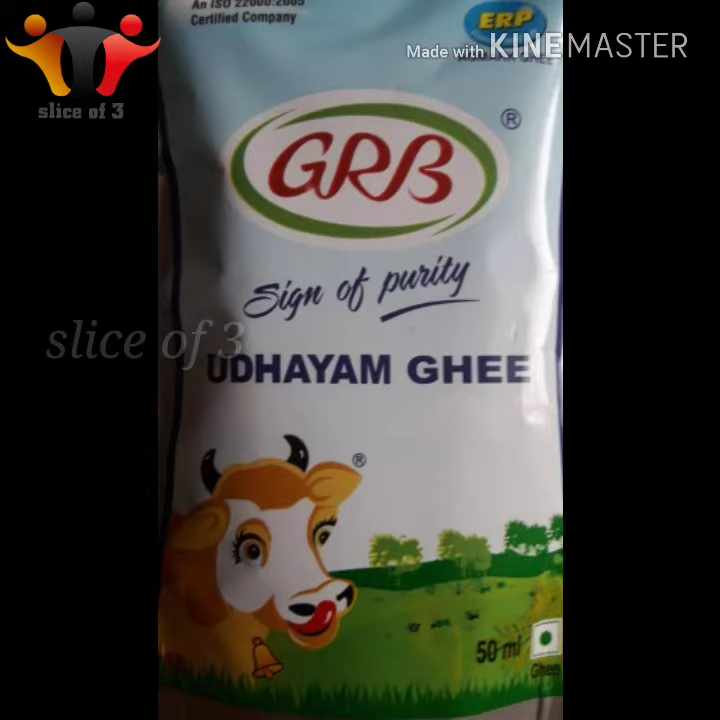 An ISO 22000:2005
Certified Company
ERP
Made with KINEMASTER
slice of 3
GRB
®
Sign of purity
slice of 3
UDHAYAM GHEE
®
50 ml
Ghee